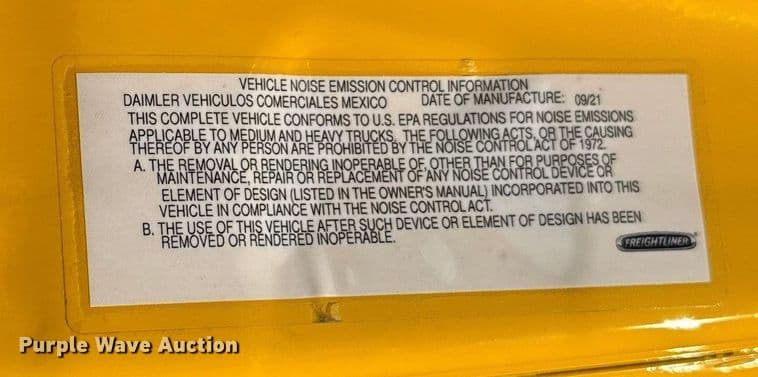 VEHICLE NOISE EMISSION CONTROL INFORMATION
DAIMLER VEHICULOS COMERCIALES MEXICO DATE OF MANUFACTURE: 09/21
THIS COMPLETE VEHICLE CONFORMS TO U.S. EPA REGULATIONS FOR NOISE EMISSIONS
APPLICABLE TO MEDIUM AND HEAVY TRUCKS. THE FOLLOWING ACTS, OR THE CAUSING
THEREOF BY ANY PERSON ARE PROHIBITED BY THE NOISE CONTROL ACT OF 1972.
A. THE REMOVAL OR RENDERING INOPERABLE OF, OTHER THAN FOR PURPOSES OF
MAINTENANCE, REPAIR OR REPLACEMENT OF ANY NOISE CONTROL DEVICE OR
ELEMENT OF DESIGN (LISTED IN THE OWNER'S MANUAL) INCORPORATED INTO THIS
VEHICLE IN COMPLIANCE WITH THE NOISE CONTROL ACT.
B. THE USE OF THIS VEHICLE AFTER SUCH DEVICE OR ELEMENT OF DESIGN HAS BEEN
REMOVED OR RENDERED INOPERABLE.
FREIGHTLINER
Purple Wave Auction